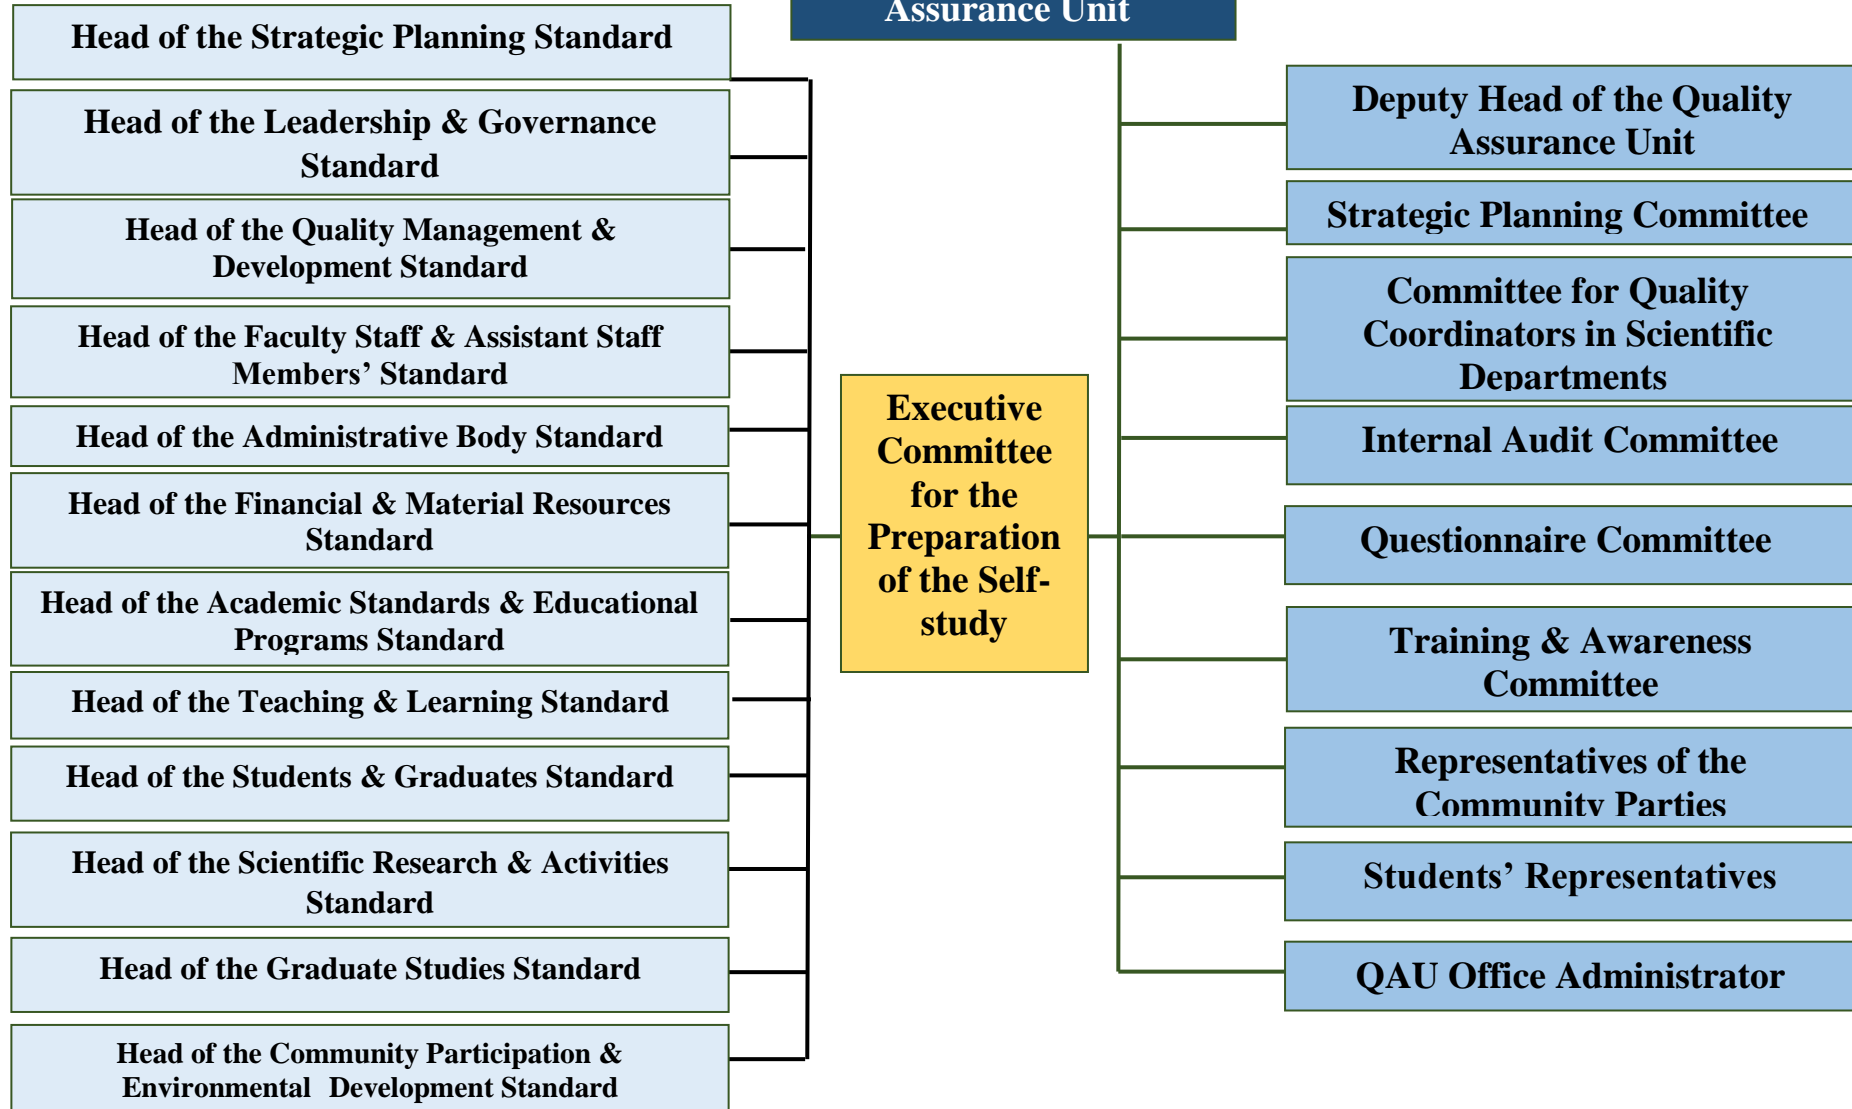 Assurance Unit
Head of the Strategic Planning Standard
Head of the Leadership & Governance
Standard
Head of the Quality Management &
Development Standard
Head of the Faculty Staff & Assistant Staff
Members’ Standard
Head of the Administrative Body Standard
Head of the Financial & Material Resources
Standard
Head of the Academic Standards & Educational
Programs Standard
Head of the Teaching & Learning Standard
Head of the Students & Graduates Standard
Head of the Scientific Research & Activities
Standard
Head of the Graduate Studies Standard
Head of the Community Participation &
Environmental Development Standard
Executive
Committee
for the
Preparation
of the Self-
study
Deputy Head of the Quality
Assurance Unit
Strategic Planning Committee
Committee for Quality
Coordinators in Scientific
Departments
Internal Audit Committee
Questionnaire Committee
Training & Awareness
Committee
Representatives of the
Community Parties
Students’ Representatives
QAU Office Administrator